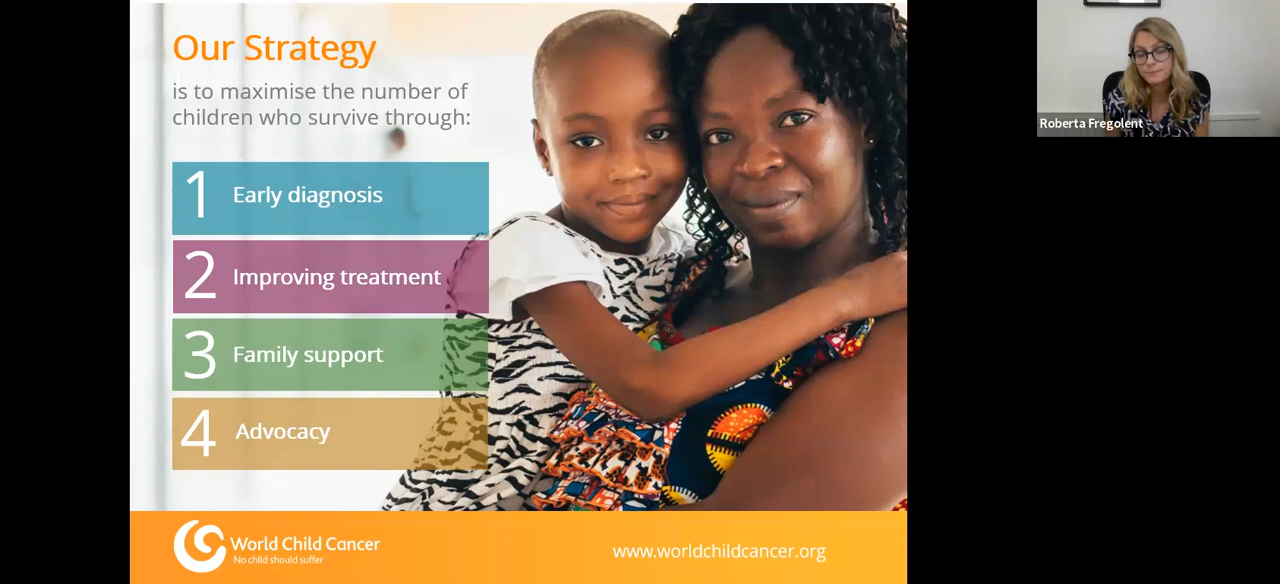 Our Strategy
is to maximise the number of
children who survive through:
1 Early diagnosis
2 Improving treatment
3 Family support
4 Advocacy
World Child Cancer
No child should suffer
www.worldchildcancer.org
Roberta Fregolent